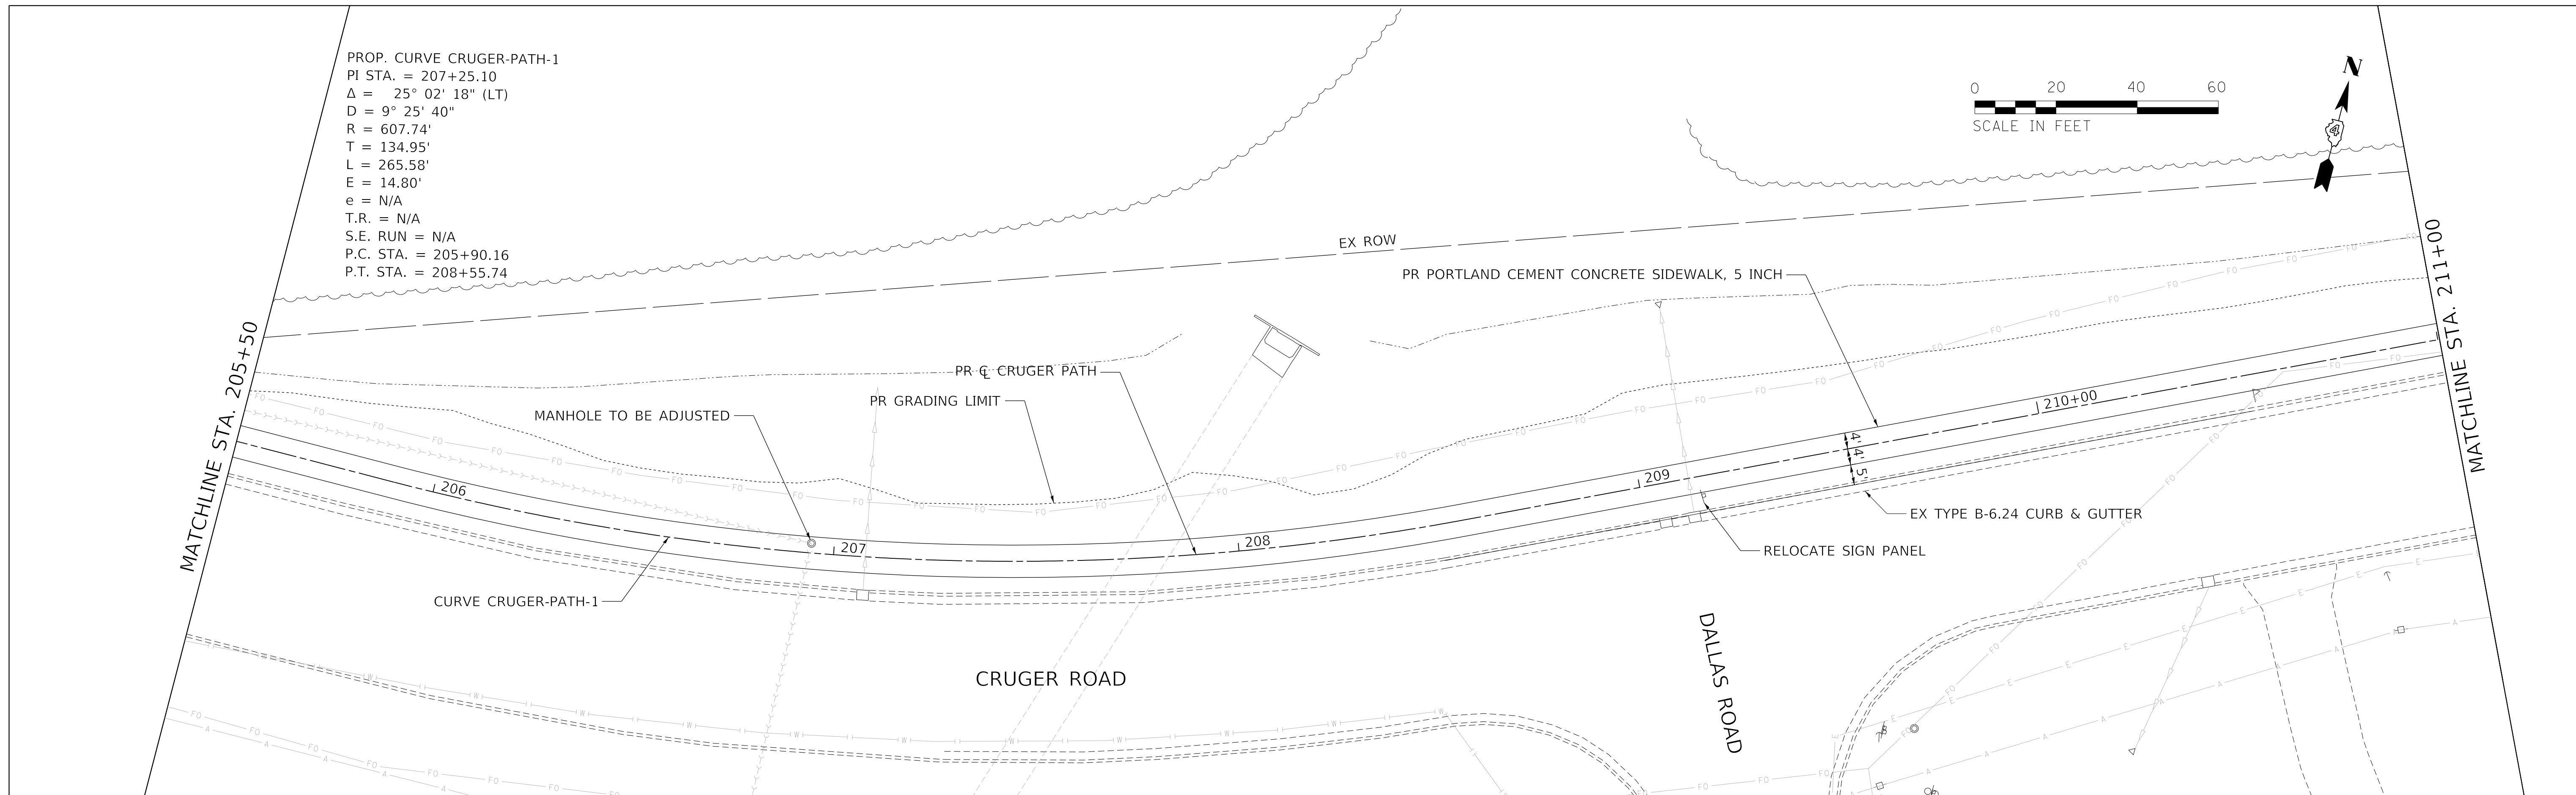 PROP. CURVE CRUGER-PATH-1
PI STA. = 207+25.10
Δ = 25° 02' 18" (LT)
D = 9° 25' 40"
R = 607.74'
T = 134.95'
L = 265.58'
E = 14.80'
e = N/A
T.R. = N/A
S.E. RUN = N/A
P.C. STA. = 205+90.16
P.T. STA. = 208+55.74
N
4
0 20 40 60
SCALE IN FEET
EX ROW
PR PORTLAND CEMENT CONCRETE SIDEWALK, 5 INCH
MATCHLINE STA. 205+50
MATCHLINE STA. 211+00
PR ℄ CRUGER PATH
PR GRADING LIMIT
MANHOLE TO BE ADJUSTED
206
207
208
209
210+00
4'
4'
5'
EX TYPE B-6.24 CURB & GUTTER
RELOCATE SIGN PANEL
CURVE CRUGER-PATH-1
CRUGER ROAD
DALLAS ROAD